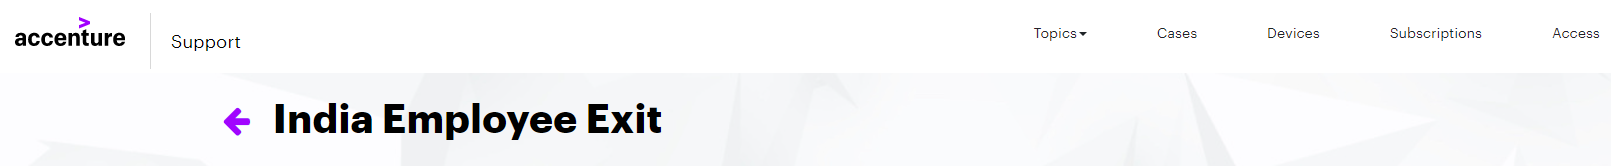 accenture
Support
Topics
Cases
Devices
Subscriptions
Access
India Employee Exit